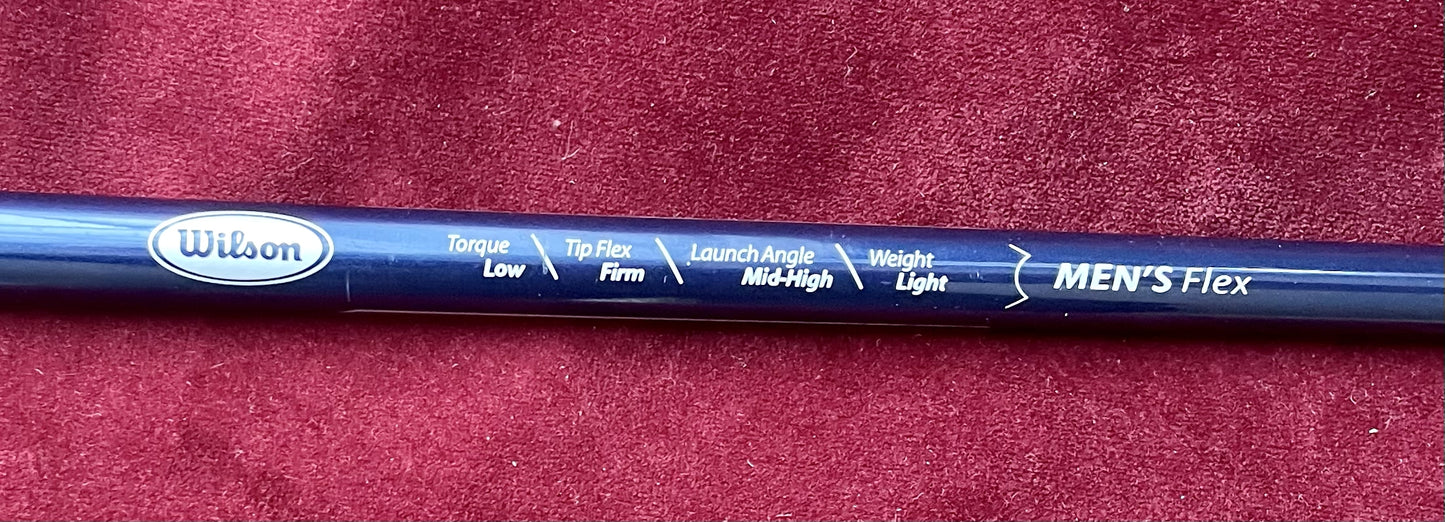 Wilson
Torque
Low
Tip Flex
Firm
Launch Angle
Mid-High
Weight
Light
MEN'S Flex